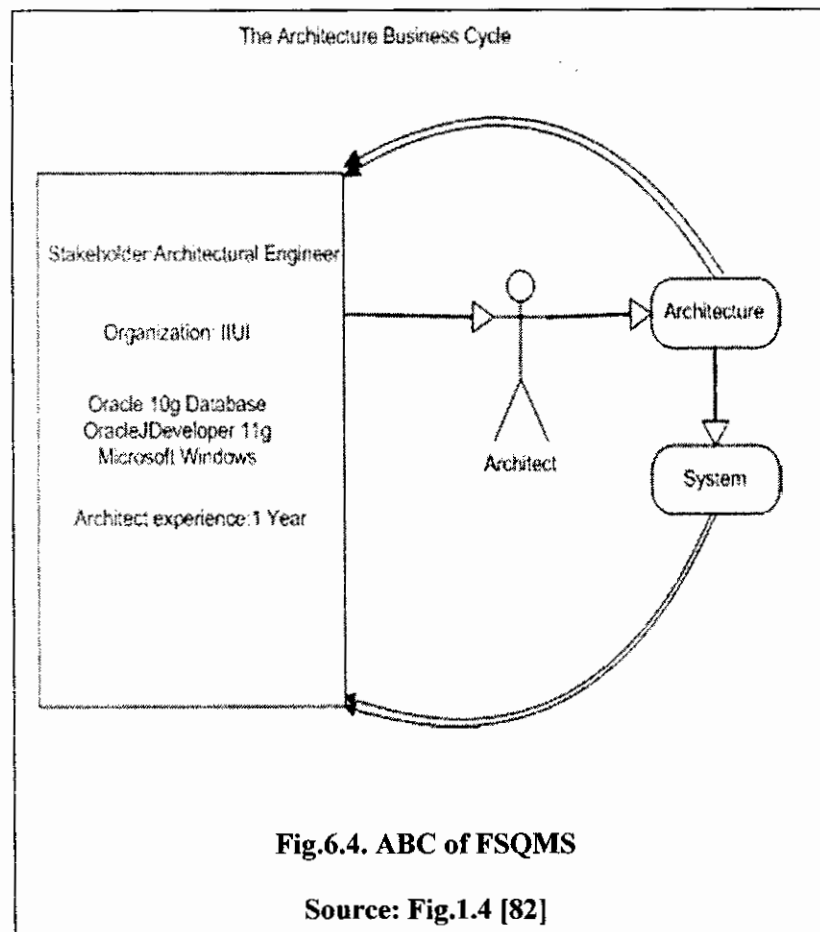 The Architecture Business Cycle
Stakeholder:Architectural Engineer
Organization: IIUI
Oracle 10g Database
OracleJDeveloper 11g
Microsoft Windows
Architect experience:1 Year
Architect
Architecture
System
Fig.6.4. ABC of FSQMS
Source: Fig.1.4 [82]